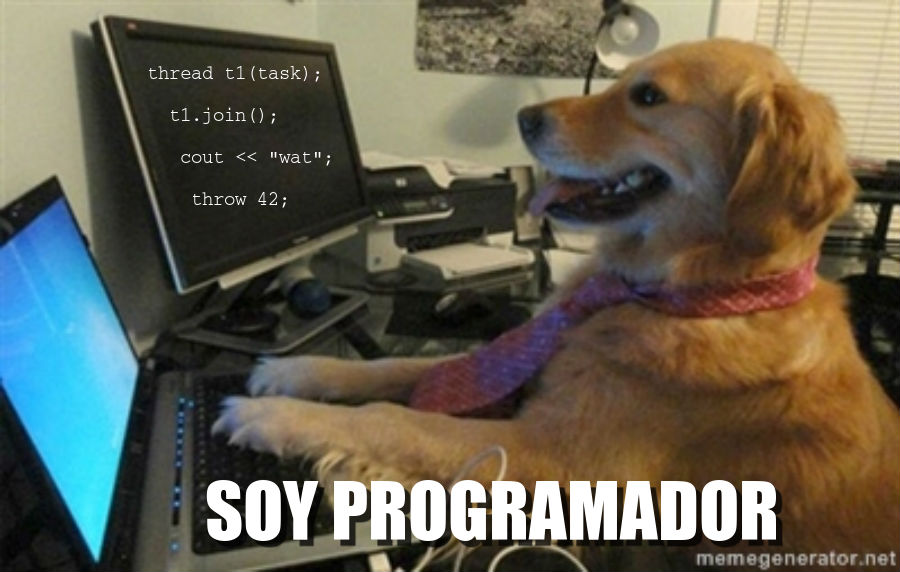 thread t1(task);
t1.join();
cout << "wat";
throw 42;
SOY PROGRAMADOR
memegenerator.net